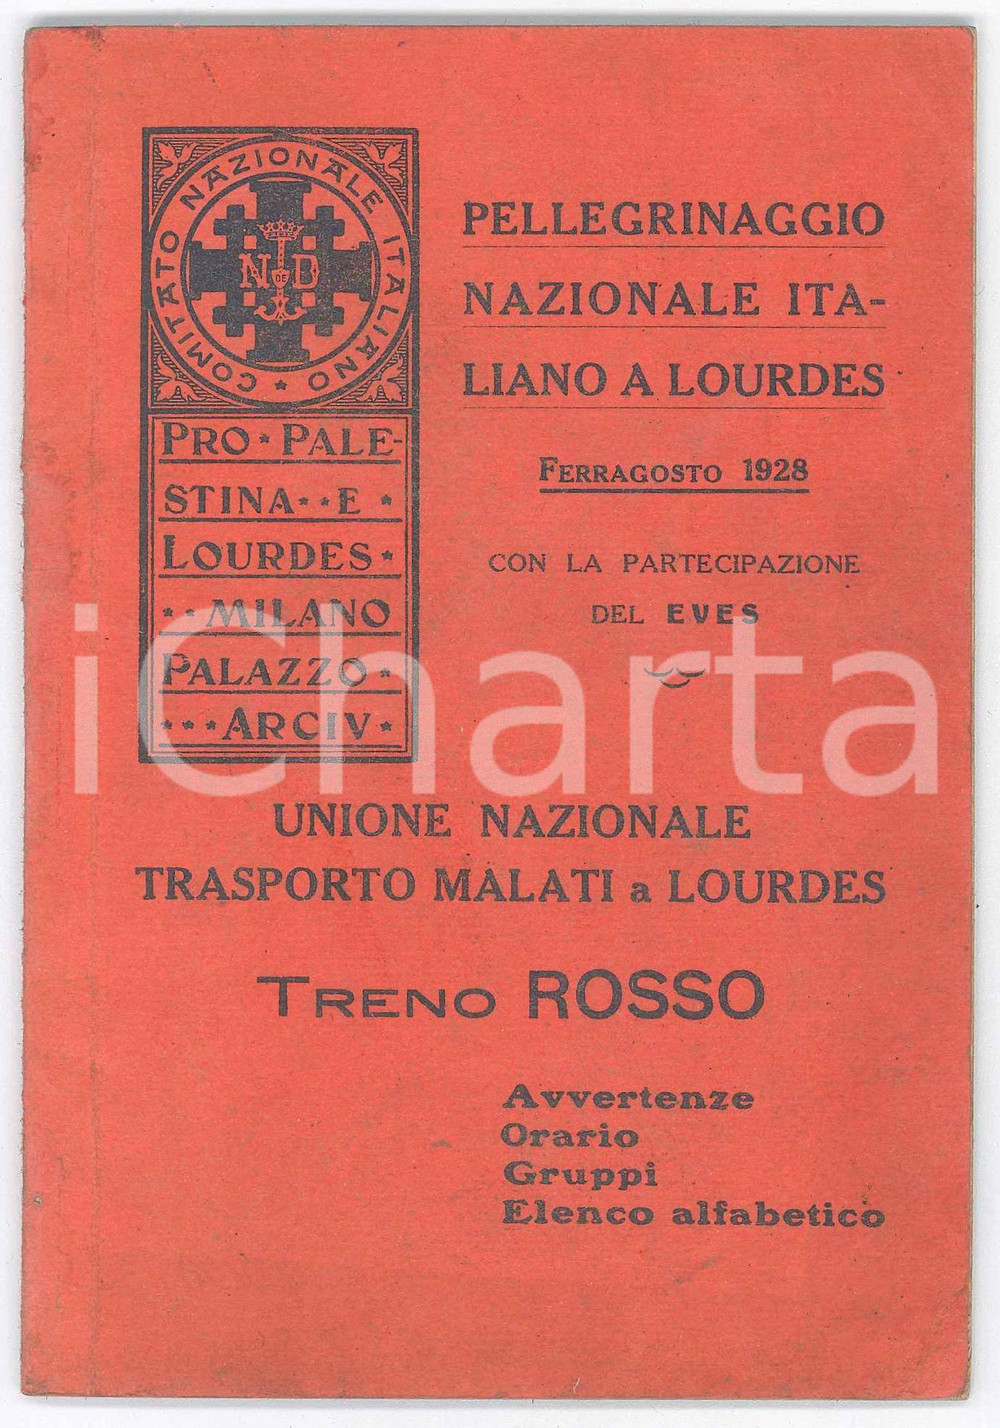 COMITATO NAZIONALE ITALIANO
N DE D
PRO PALE-
STINA E
LOURDES
MILANO
PALAZZO
ARCIV
PELLEGRINAGGIO
NAZIONALE ITA-
LIANO A LOURDES
FERRAGOSTO 1928
CON LA PARTECIPAZIONE
DEL EVES
iCharta
UNIONE NAZIONALE
TRASPORTO MALATI a LOURDES
TRENO ROSSO
Avvertenze
Orario
Gruppi
Elenco alfabetico